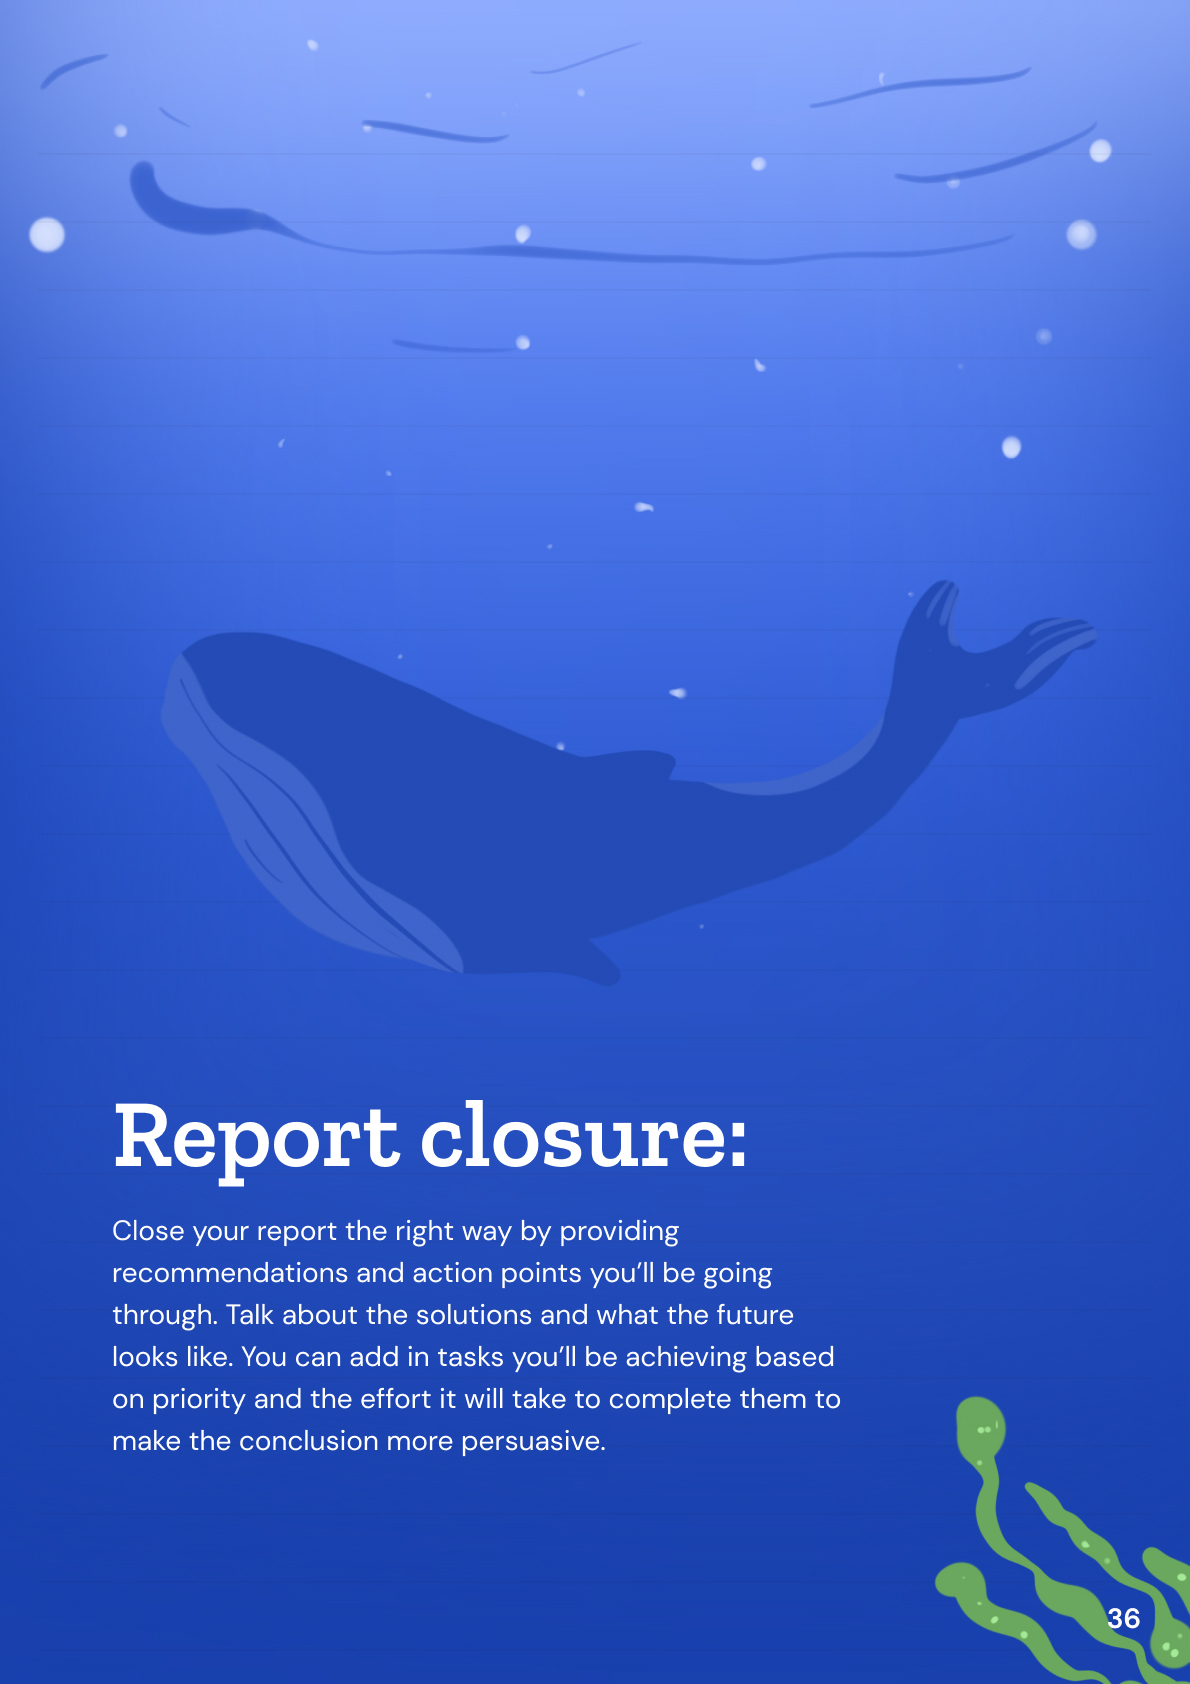 Report closure:
Close your report the right way by providing
recommendations and action points you’ll be going
through. Talk about the solutions and what the future
looks like. You can add in tasks you’ll be achieving based
on priority and the effort it will take to complete them to
make the conclusion more persuasive.
36